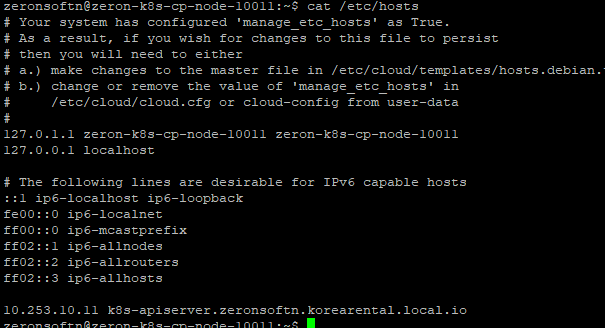 zeronsoftn@zeron-k8s-cp-node-10011:~$ cat /etc/hosts
# Your system has configured 'manage_etc_hosts' as True.
# As a result, if you wish for changes to this file to persist
# then you will need to either
# a.) make changes to the master file in /etc/cloud/templates/hosts.debian.
# b.) change or remove the value of 'manage_etc_hosts' in
#     /etc/cloud/cloud.cfg or cloud-config from user-data
#
127.0.1.1 zeron-k8s-cp-node-10011 zeron-k8s-cp-node-10011
127.0.0.1 localhost
# The following lines are desirable for IPv6 capable hosts
::1 ip6-localhost ip6-loopback
fe00::0 ip6-localnet
ff00::0 ip6-mcastprefix
ff02::1 ip6-allnodes
ff02::2 ip6-allrouters
ff02::3 ip6-allhosts
10.253.10.11 k8s-apiserver.zeronsoftn.korearental.local.io
zeronsoftn@zeron-k8s-cp-node-10011:~$